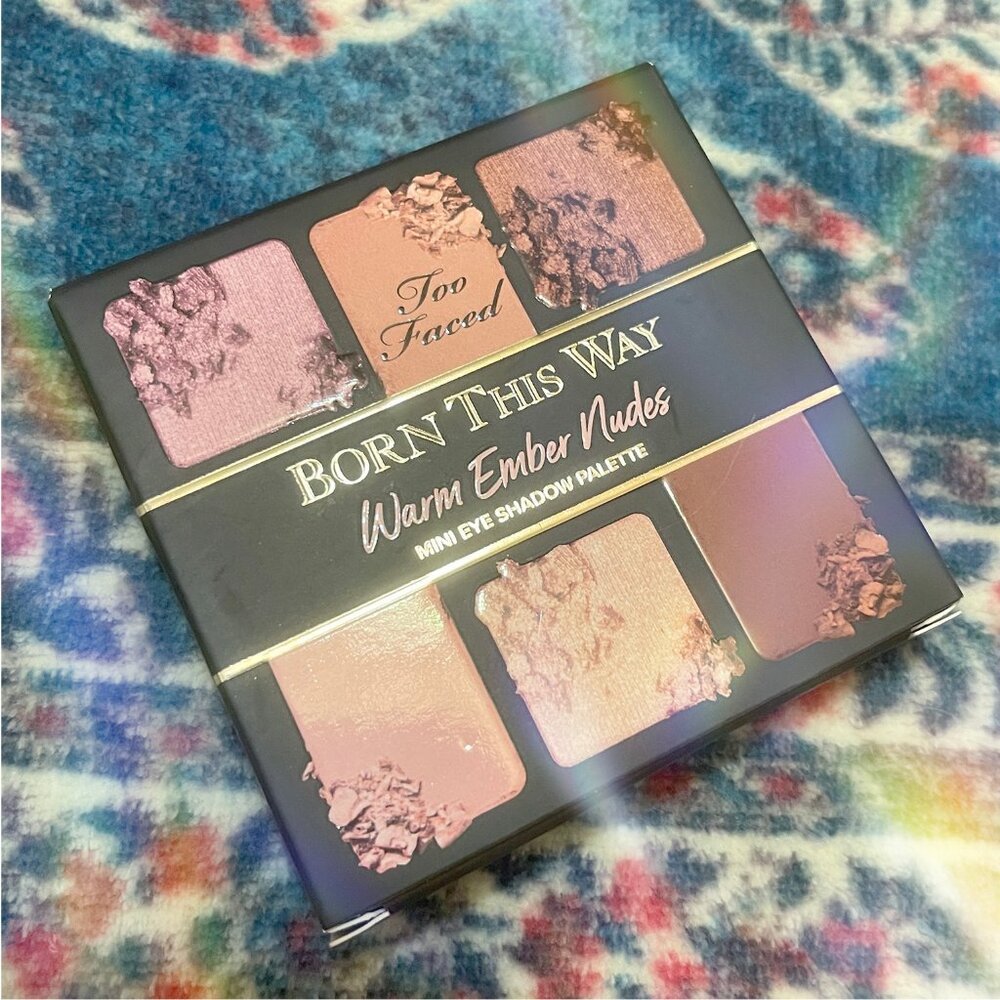 Too
Faced
BORN THIS WAY
Warm Ember Nudes
MINI EYE SHADOW PALETTE